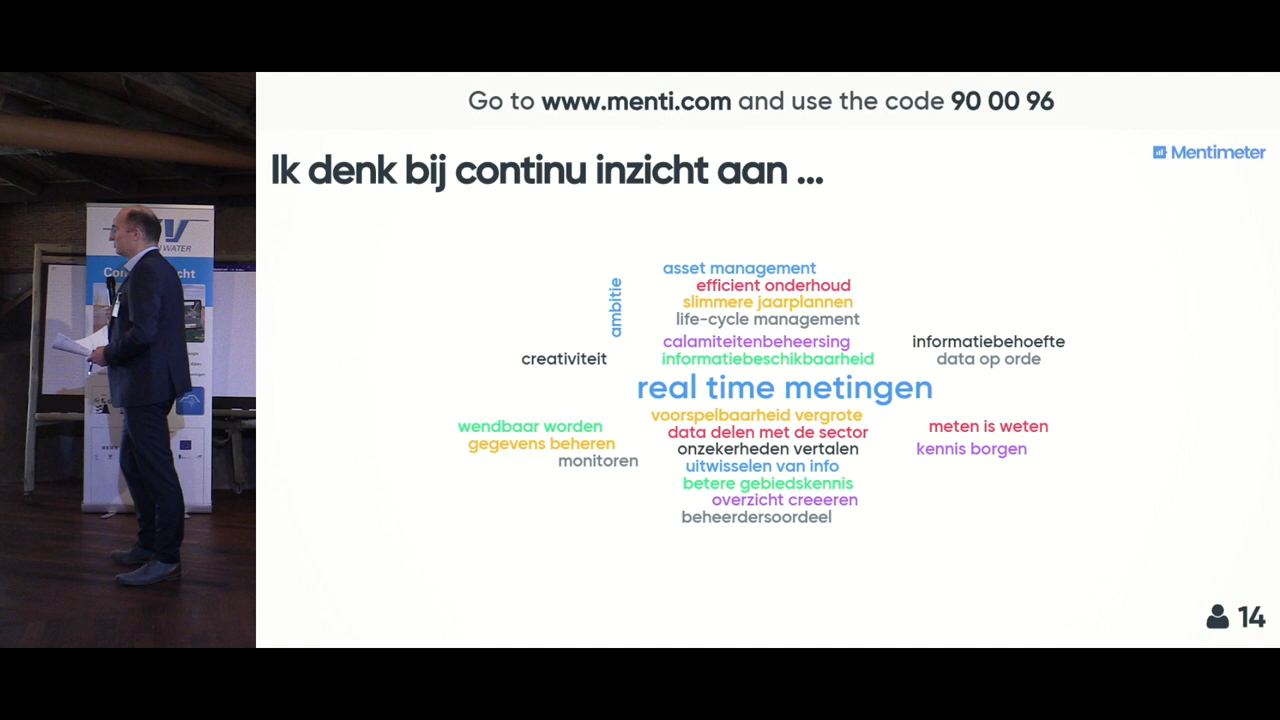 Go to www.menti.com and use the code 90 00 96
Ik denk bij continu inzicht aan ...
Mentimeter
asset management
efficient onderhoud
slimmere jaarplannen
life-cycle management
ambitie
calamiteitenbeheersing
informatiebehoefte
creativiteit
informatiebeschikbaarheid
data op orde
real time metingen
voorspelbaarheid vergrote
wendbaar worden
data delen met de sector
meten is weten
gegevens beheren
onzekerheden vertalen
kennis borgen
monitoren
uitwisselen van info
betere gebiedskennis
overzicht creeeren
beheerdersoordeel
14
WATER